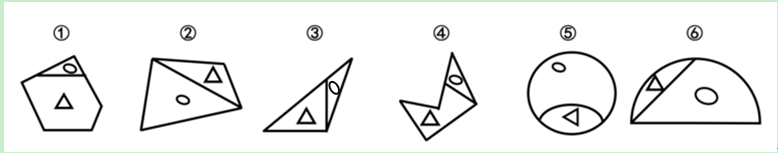 ① ② ③ ④ ⑤ ⑥